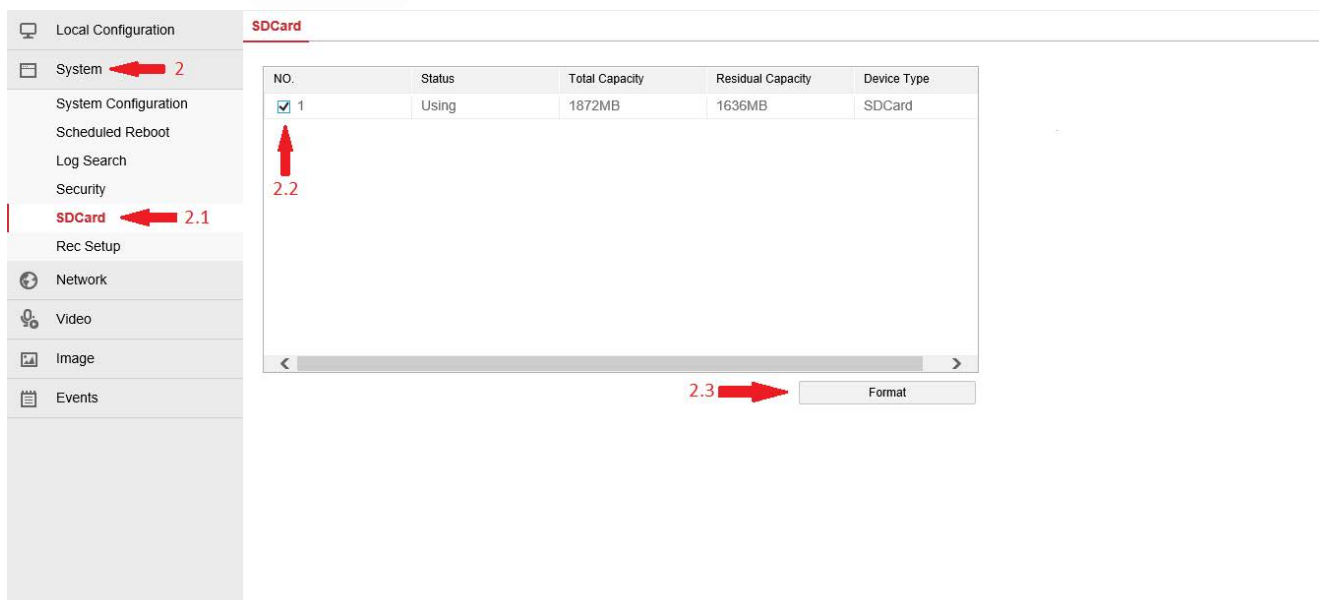 Local Configuration
System 2
System Configuration
Scheduled Reboot
Log Search
Security
SDCard 2.1
Rec Setup
Network
Video
Image
Events
SDCard
NO. Status Total Capacity Residual Capacity Device Type
1 Using 1872MB 1636MB SDCard
2.2
2.3 Format